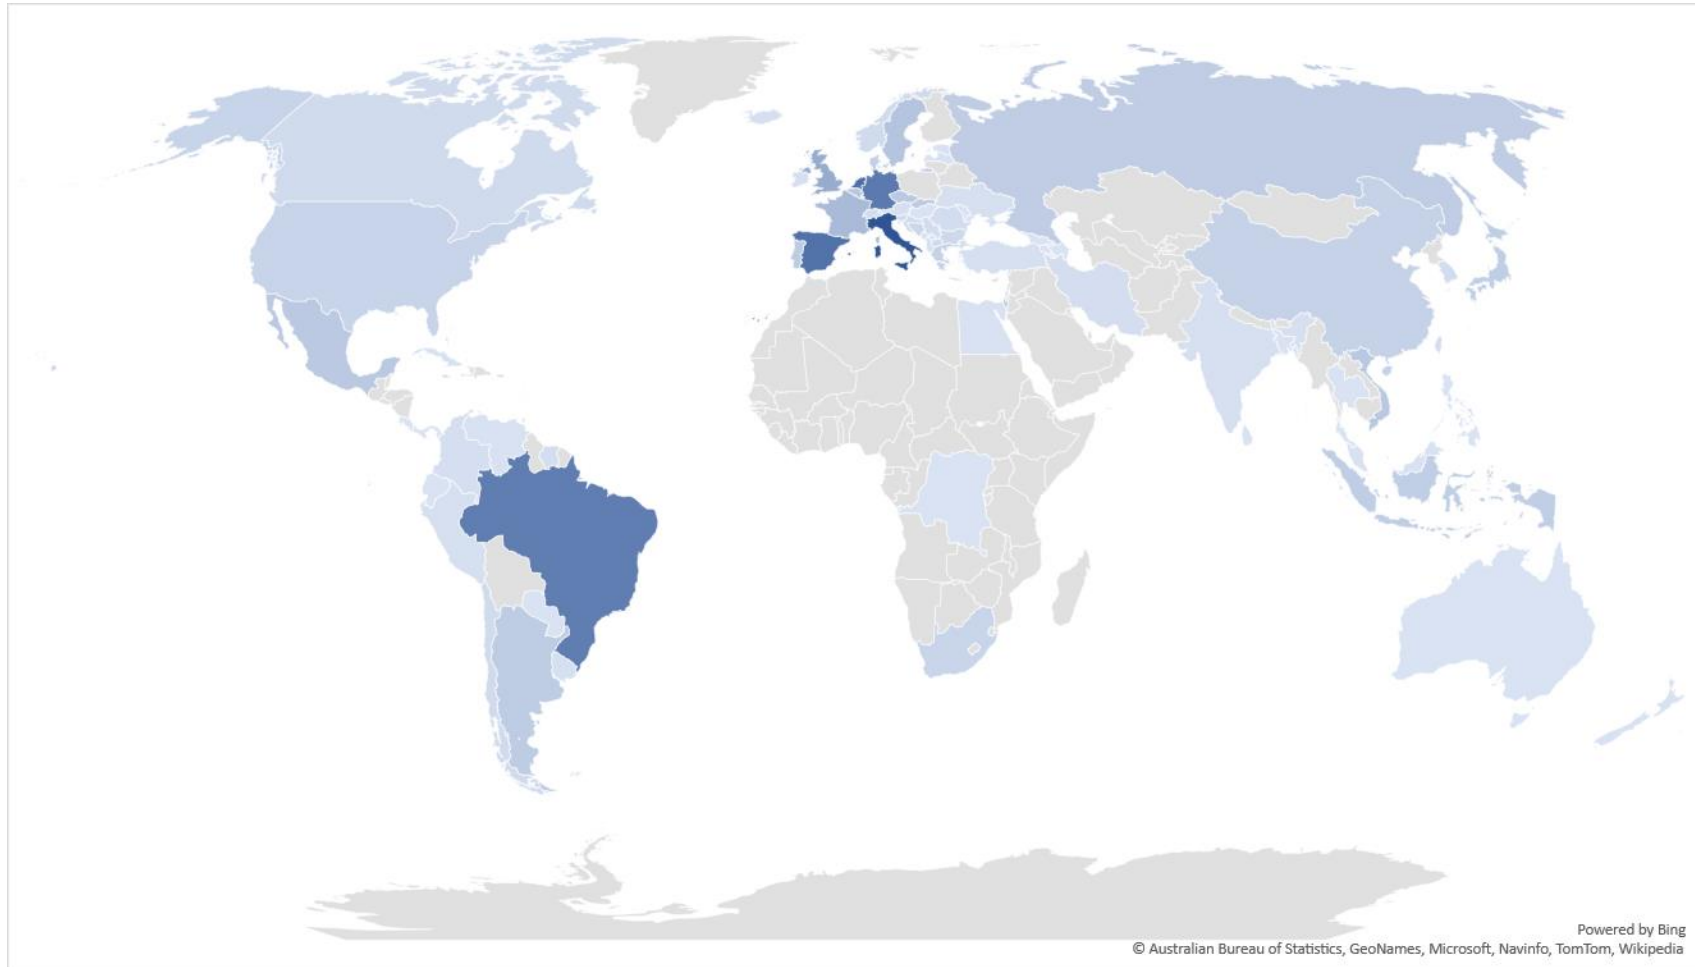 Powered by Bing
© Australian Bureau of Statistics, GeoNames, Microsoft, Navinfo, TomTom, Wikipedia